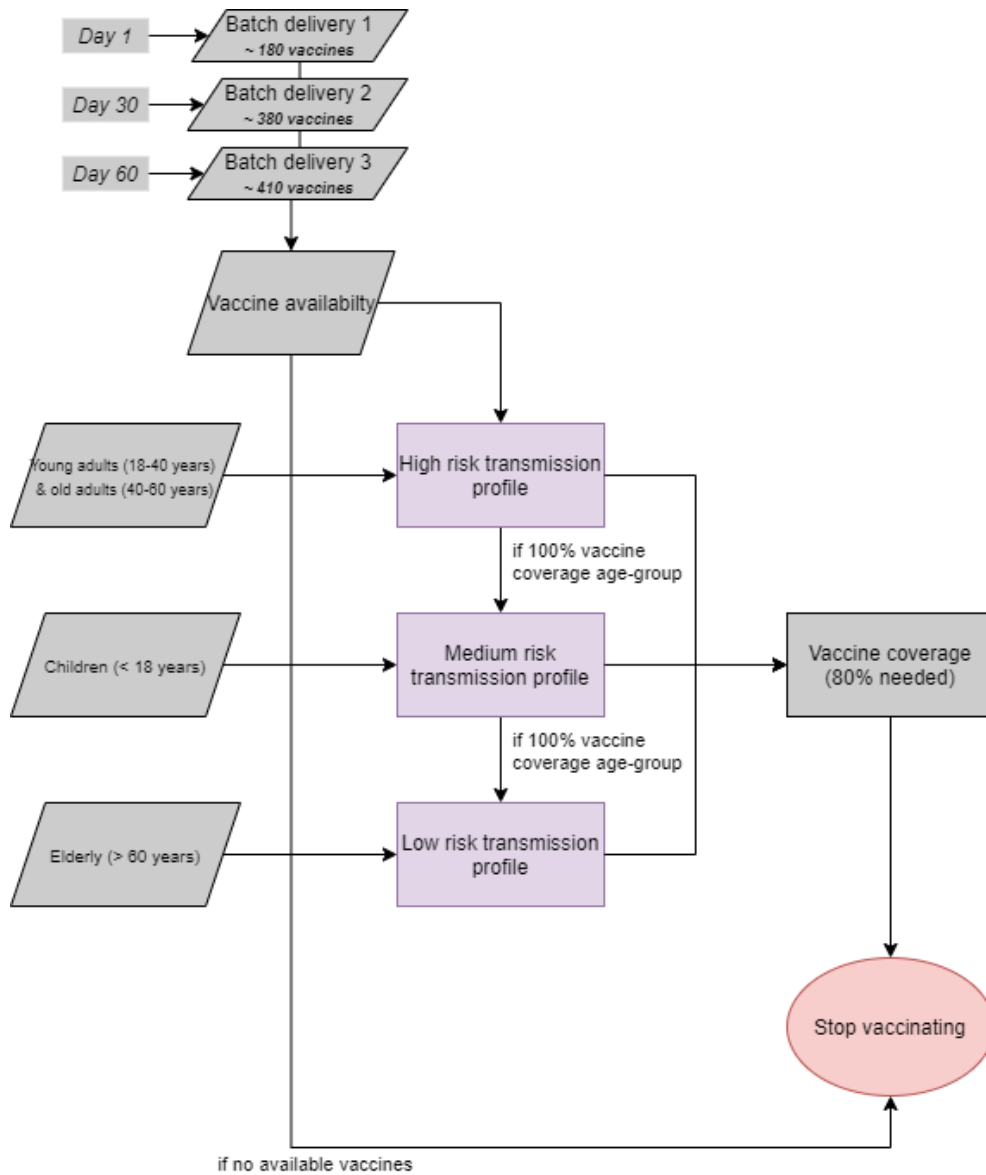 Day 1
Batch delivery 1
~ 180 vaccines
Day 30
Batch delivery 2
~ 380 vaccines
Day 60
Batch delivery 3
~ 410 vaccines
Vaccine availabilty
Young adults (18-40 years)
& old adults (40-60 years)
High risk transmission
profile
if 100% vaccine
coverage age-group
Children (< 18 years)
Medium risk
transmission profile
Vaccine coverage
(80% needed)
if 100% vaccine
coverage age-group
Elderly (> 60 years)
Low risk transmission
profile
Stop vaccinating
if no available vaccines